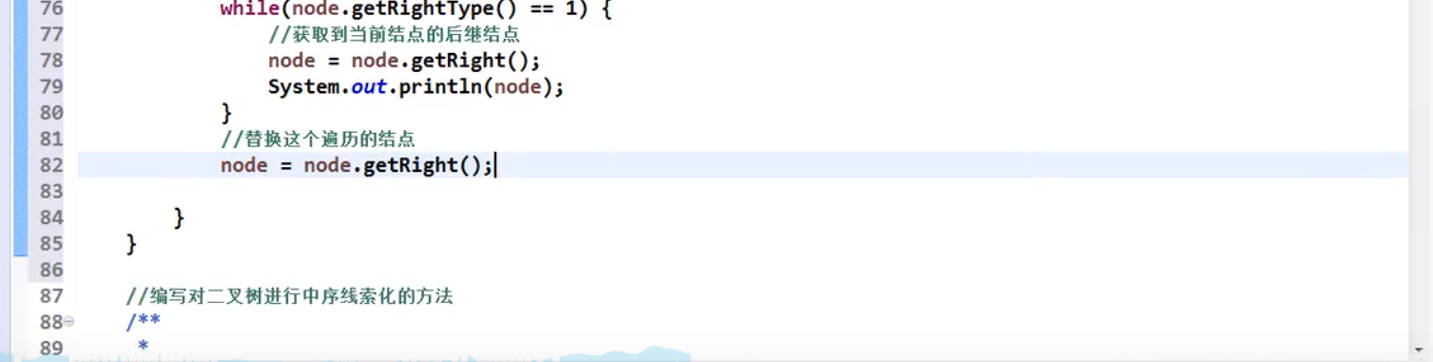 76 while(node.getRightType() == 1) {
77 //获取到当前结点的后继结点
78 node = node.getRight();
79 System.out.println(node);
80 }
81 //替换这个遍历的结点
82 node = node.getRight();
83
84 }
85 }
86
87 //编写对二叉树进行中序线索化的方法
88 /**
89 *